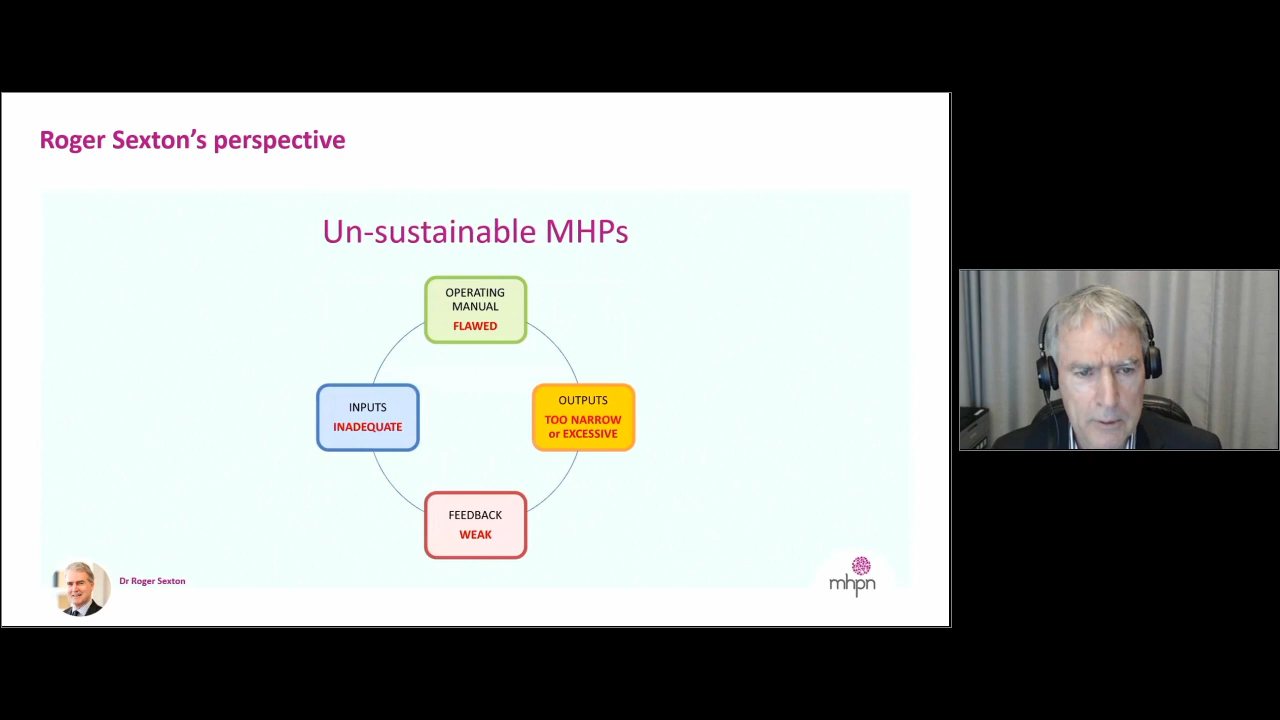 Roger Sexton’s perspective
Un-sustainable MHPs
OPERATING
MANUAL
FLAWED
INPUTS
INADEQUATE
OUTPUTS
TOO NARROW
or EXCESSIVE
FEEDBACK
WEAK
Dr Roger Sexton
mhpn